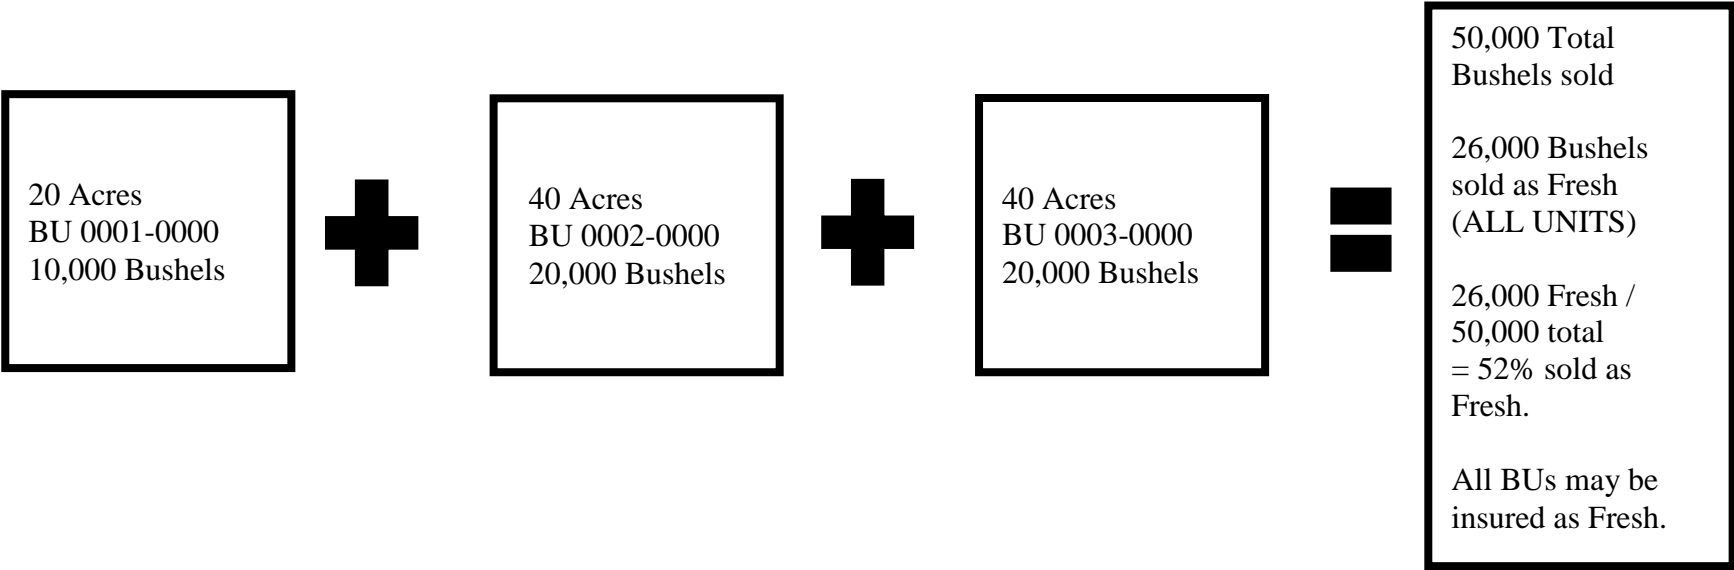 20 Acres
BU 0001-0000
10,000 Bushels
40 Acres
BU 0002-0000
20,000 Bushels
40 Acres
BU 0003-0000
20,000 Bushels
50,000 Total
Bushels sold
26,000 Bushels
sold as Fresh
(ALL UNITS)
26,000 Fresh /
50,000 total
= 52% sold as
Fresh.
All BUs may be
insured as Fresh.